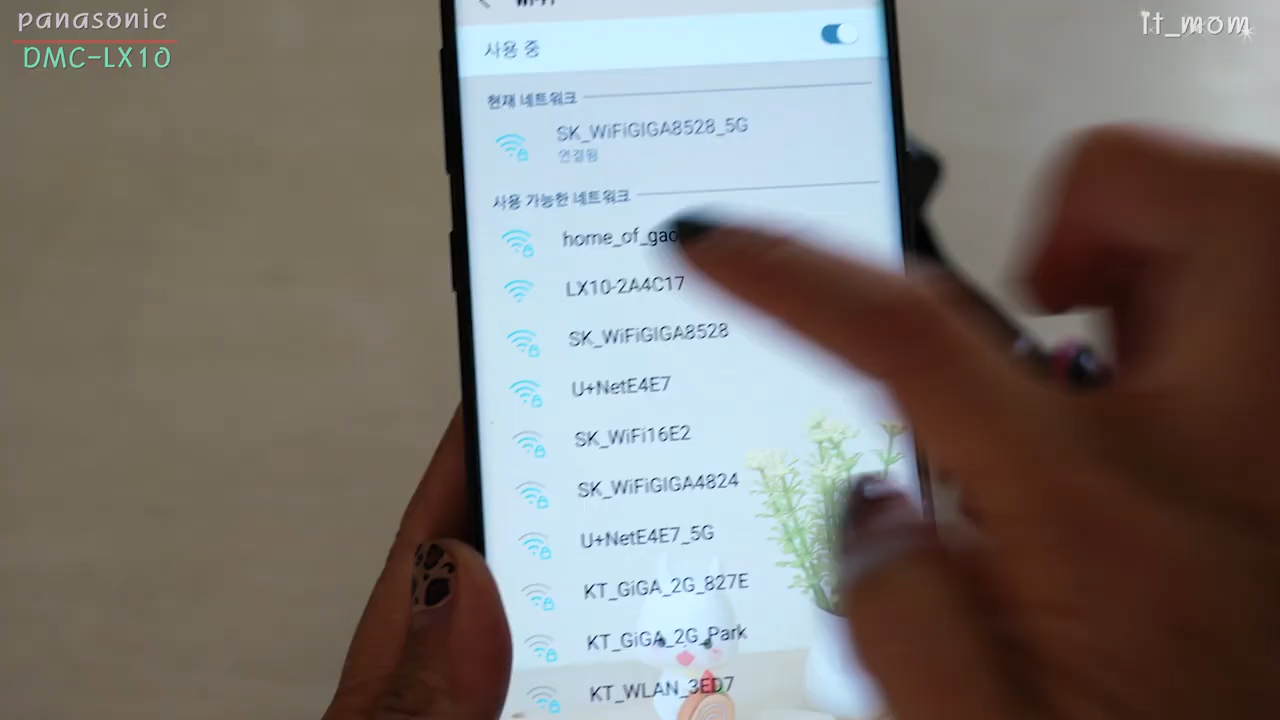 panasonic
DMC-LX10
it_mom
사용 중
현재 네트워크
SK_WiFiGIGA8528_5G
연결됨
사용 가능한 네트워크
LX10-2A4C17
SK_WiFiGIGA8528
U+NetE4E7
SK_WiFi16E2
SK_WiFiGIGA4824
U+NetE4E7_5G
KT_GiGA_2G_827E
KT_GiGA_2G_Park
KT_WLAN_3ED7